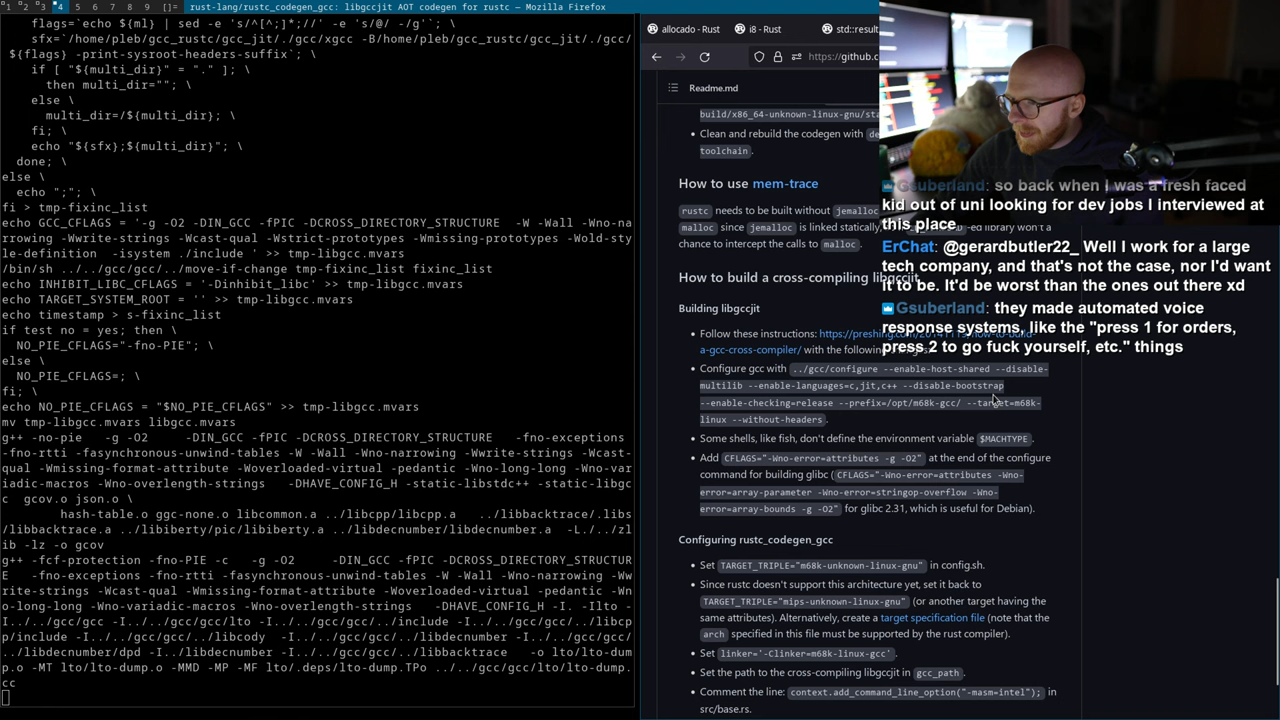 1 2 3 4 5 6 7 8 9 []= rust-lang/rustc_codegen_gcc: libgccjit AOT codegen for rustc — Mozilla Firefox
flags=`echo ${ml} | sed -e 's/^[^;]*;//' -e 's/@/ -/g'`; \
sfx=`/home/pleb/gcc_rustc/gcc_jit/./gcc/xgcc -B/home/pleb/gcc_rustc/gcc_jit/./gcc/
${flags} -print-sysroot-headers-suffix`; \
if [ "${multi_dir}" = "." ]; \
then multi_dir=""; \
else \
multi_dir=/${multi_dir}; \
fi; \
echo "${sfx};${multi_dir}"; \
done; \
else \
echo ";"; \
fi > tmp-fixinc_list
echo GCC_CFLAGS = '-g -O2 -DIN_GCC -fPIC -DCROSS_DIRECTORY_STRUCTURE -W -Wall -Wno-na
rrowing -Wwrite-strings -Wcast-qual -Wstrict-prototypes -Wmissing-prototypes -Wold-sty
le-definition  -isystem ./include ' >> tmp-libgcc.mvars
/bin/sh ../../gcc/gcc/../move-if-change tmp-fixinc_list fixinc_list
echo INHIBIT_LIBC_CFLAGS = '-Dinhibit_libc' >> tmp-libgcc.mvars
echo TARGET_SYSTEM_ROOT = '' >> tmp-libgcc.mvars
echo timestamp > s-fixinc_list
if test no = yes; then \
NO_PIE_CFLAGS="-fno-PIE"; \
else \
NO_PIE_CFLAGS=; \
fi; \
echo NO_PIE_CFLAGS = "$NO_PIE_CFLAGS" >> tmp-libgcc.mvars
mv tmp-libgcc.mvars libgcc.mvars
g++ -no-pie  -g -O2  -DIN_GCC -fPIC -DCROSS_DIRECTORY_STRUCTURE  -fno-exceptions
-fno-rtti -fasynchronous-unwind-tables -W -Wall -Wno-narrowing -Wwrite-strings -Wcast-
qual -Wmissing-format-attribute -Woverloaded-virtual -pedantic -Wno-long-long -Wno-var
iadic-macros -Wno-overlength-strings  -DHAVE_CONFIG_H -static-libstdc++ -static-libgc
c  gcov.o json.o \
hash-table.o ggc-none.o libcommon.a ../libcpp/libcpp.a  ../libbacktrace/.libs
/libbacktrace.a ../libiberty/pic/libiberty.a ../libdecnumber/libdecnumber.a -L./../zl
ib -lz -o gcov
g++ -fcf-protection -fno-PIE -c  -g -O2  -DIN_GCC -fPIC -DCROSS_DIRECTORY_STRUCTUR
E  -fno-exceptions -fno-rtti -fasynchronous-unwind-tables -W -Wall -Wno-narrowing -Ww
rite-strings -Wcast-qual -Wmissing-format-attribute -Woverloaded-virtual -pedantic -Wn
o-long-long -Wno-variadic-macros -Wno-overlength-strings  -DHAVE_CONFIG_H -I. -Ilto -
I../../gcc/gcc -I../../gcc/gcc/lto -I../../gcc/gcc/../include -I../../gcc/gcc/../libcp
p/include -I../../gcc/gcc/../libcody  -I../../gcc/gcc/../libdecnumber -I../../gcc/gcc/
../libdecnumber/dpd -I../libdecnumber -I../../gcc/gcc/../libbacktrace  -o lto/lto-dum
p.o -MT lto/lto-dump.o -MMD -MP -MF lto/.deps/lto-dump.TPo ../../gcc/gcc/lto/lto-dump.
cc
allocado - Rust i8 - Rust std::result
https://github.c
Readme.md
build/x86_64-unknown-linux-gnu/sta
Clean and rebuild the codegen with
toolchain.
How to use mem-trace
rustc needs to be built without jemalloc
malloc since jemalloc is linked statically, -ed library won't a
chance to intercept the calls to malloc.
How to build a cross-compiling libgccjit
Building libgccjit
Follow these instructions:
a-gcc-cross-compiler/ with the
Configure gcc with ../gcc/configure --enable-host-shared --disable-
multilib --enable-languages=c,jit,c++ --disable-bootstrap
--enable-checking=release --prefix=/opt/m68k-gcc/ --target=m68k-
linux --without-headers.
Some shells, like fish, don't define the environment variable $MACHTYPE.
Add CFLAGS="-Wno-error=attributes -g -O2" at the end of the configure
command for building glibc (CFLAGS="-Wno-error=attributes -Wno-
error=array-parameter -Wno-error=stringop-overflow -Wno-
error=array-bounds -g -O2" for glibc 2.31, which is useful for Debian).
Configuring rustc_codegen_gcc
Set TARGET_TRIPLE="m68k-unknown-linux-gnu" in config.sh.
Since rustc doesn't support this architecture yet, set it back to
TARGET_TRIPLE="mips-unknown-linux-gnu" (or another target having the
same attributes). Alternatively, create a target specification file (note that the
arch specified in this file must be supported by the rust compiler).
Set linker='-Clinker=m68k-linux-gcc'.
Set the path to the cross-compiling libgccjit in gcc_path.
Comment the line: context.add_command_line_option("-masm=intel"); in
src/base.rs.
Gsuberland: so back when I was a fresh faced
kid out of uni looking for dev jobs I interviewed at
this place
ErChat: @gerardbutler22_ Well I work for a large
tech company, and that's not the case, nor I'd want
it to be. It'd be worst than the ones out there xd
Gsuberland: they made automated voice
response systems, like the "press 1 for orders,
press 2 to go fuck yourself, etc." things